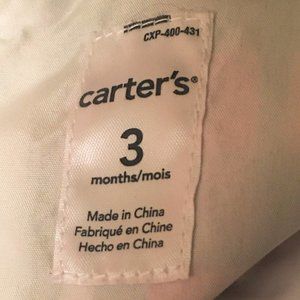 CXP-400-431
carter's®
3
months/mois
Made in China
Fabriqué en Chine
Hecho en China